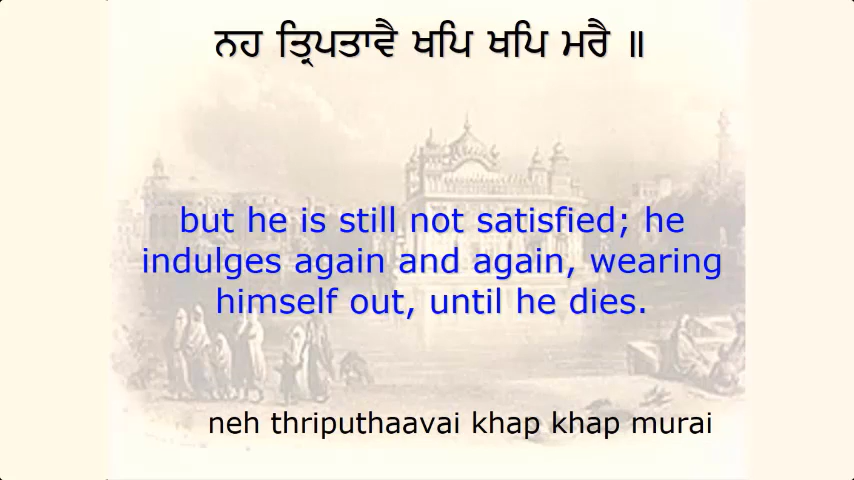 ਨਹ ਤ੍ਰਿਪਤਾਵੈ ਖਪਿ ਖਪਿ ਮਰੈ ॥
but he is still not satisfied; he
indulges again and again, wearing
himself out, until he dies.
neh thriputhaavai khap khap murai